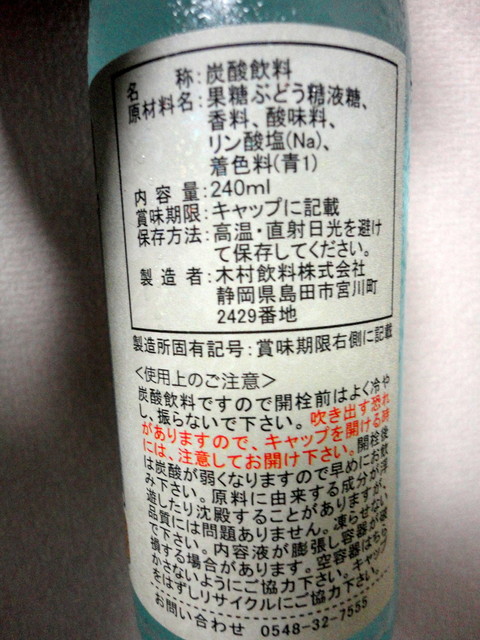 名　　称:炭酸飲料
原材料名:果糖ぶどう糖液糖、
香料、酸味料、
リン酸塩(Na)、
着色料(青1)
内 容 量:240ml
賞味期限:キャップに記載
保存方法:高温・直射日光を避け
て保存してください。
製 造 者:木村飲料株式会社
静岡県島田市宮川町
2429番地
製造所固有記号:賞味期限右側に記載
<使用上のご注意>
炭酸飲料ですので開栓前はよく冷や
し、振らないで下さい。吹き出す恐れ
がありますので、キャップを開ける時
には、注意してお開け下さい。開栓後
は炭酸が弱くなりますので早めにお飲
み下さい。原料に由来する成分が浮
遊したり沈殿することがありますが、
品質には問題ありません。凍らせない
で下さい。内容液が膨張し容器が破
損する場合があります。空容器はちら
かさないようにご協力下さい。キャップ
をはずしリサイクルにご協力下さい。
お問い合わせ 0548-32-7555